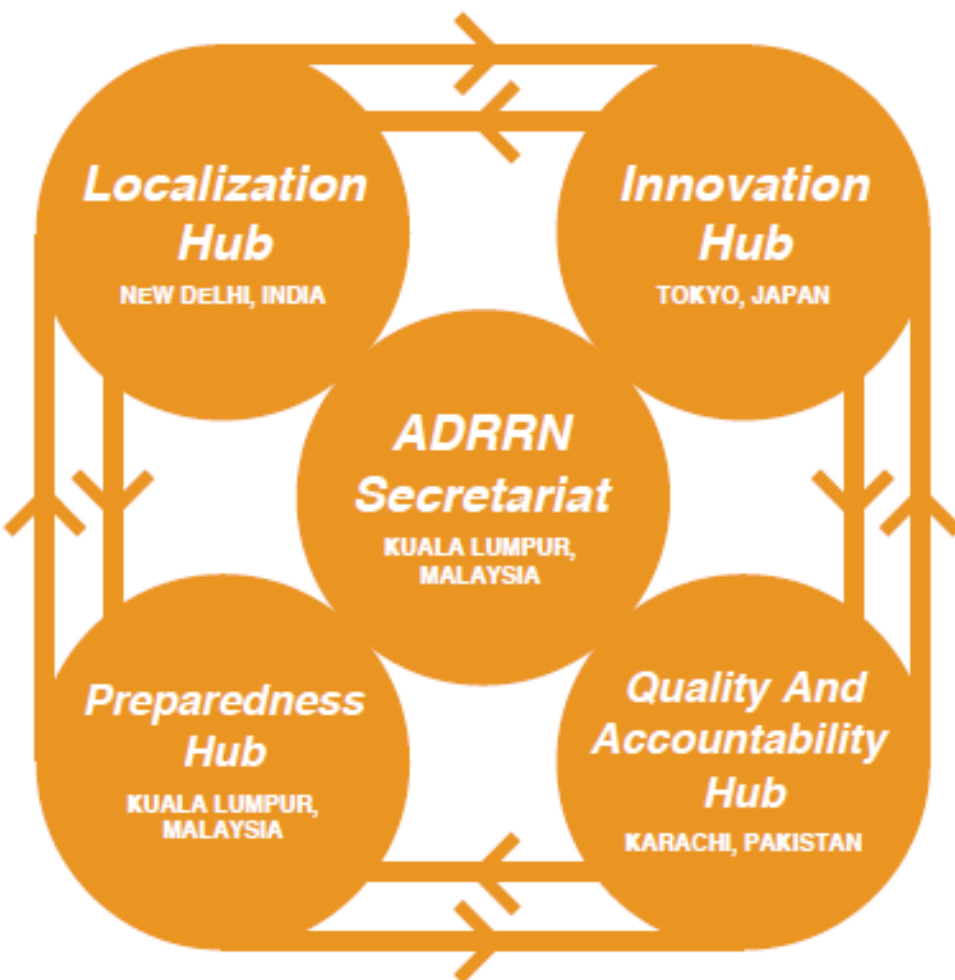 Localization
Hub
NEW DELHI, INDIA
Innovation
Hub
TOKYO, JAPAN
ADRRN
Secretariat
KUALA LUMPUR,
MALAYSIA
Preparedness
Hub
KUALA LUMPUR,
MALAYSIA
Quality And
Accountability
Hub
KARACHI, PAKISTAN